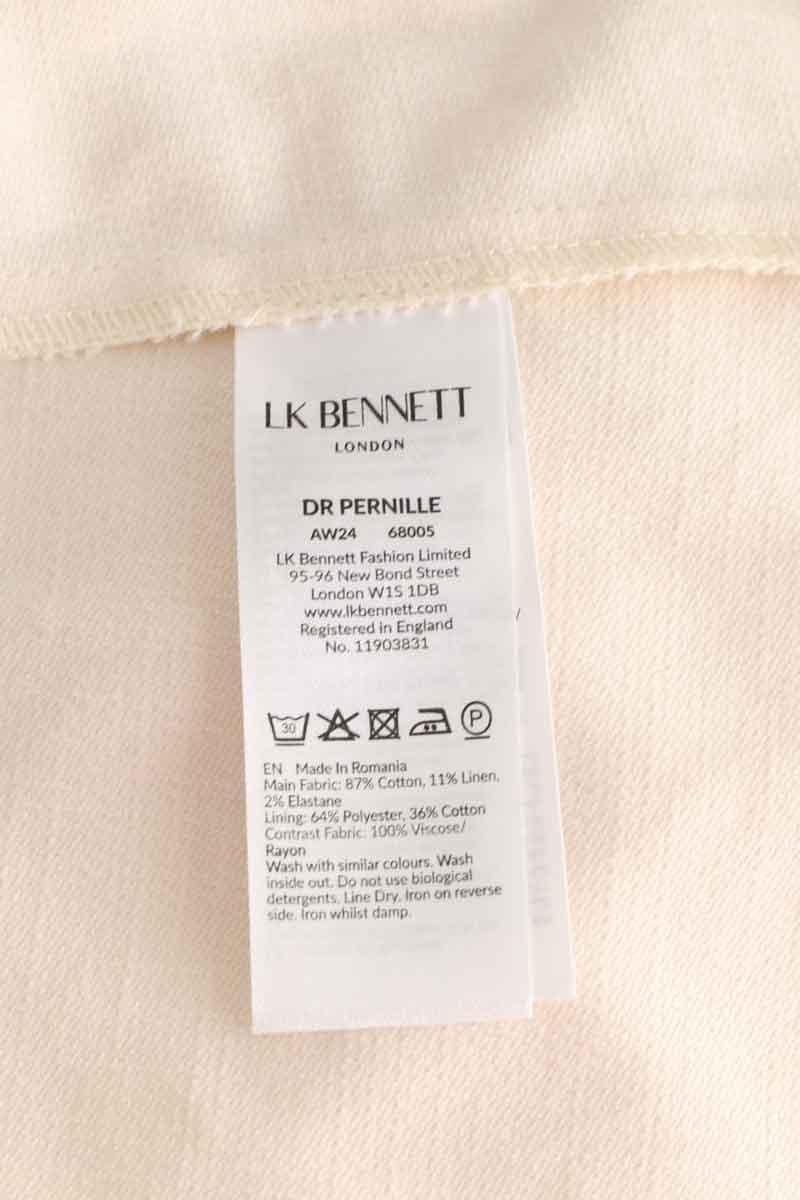 LK BENNETT
LONDON
DR PERNILLE
AW24 68005
LK Bennett Fashion Limited
95-96 New Bond Street
London W1S 1DB
www.lkbennett.com
Registered in England
No. 11903831
30 P
EN Made In Romania
Main Fabric: 87% Cotton, 11% Linen,
2% Elastane
Lining: 64% Polyester, 36% Cotton
Contrast Fabric: 100% Viscose/
Rayon
Wash with similar colours. Wash
inside out. Do not use biological
detergents. Line Dry. Iron on reverse
side. Iron whilst damp.